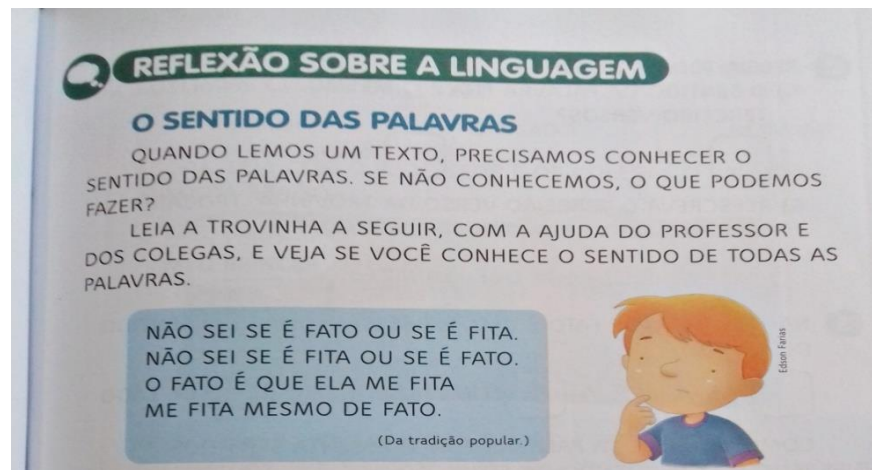 REFLEXÃO SOBRE A LINGUAGEM
O SENTIDO DAS PALAVRAS
QUANDO LEMOS UM TEXTO, PRECISAMOS CONHECER O
SENTIDO DAS PALAVRAS. SE NÃO CONHECEMOS, O QUE PODEMOS
FAZER?
LEIA A TROVINHA A SEGUIR, COM A AJUDA DO PROFESSOR E
DOS COLEGAS, E VEJA SE VOCÊ CONHECE O SENTIDO DE TODAS AS
PALAVRAS.
NÃO SEI SE É FATO OU SE É FITA.
NÃO SEI SE É FITA OU SE É FATO.
O FATO É QUE ELA ME FITA
ME FITA MESMO DE FATO.
(Da tradição popular.)
Edson Farias